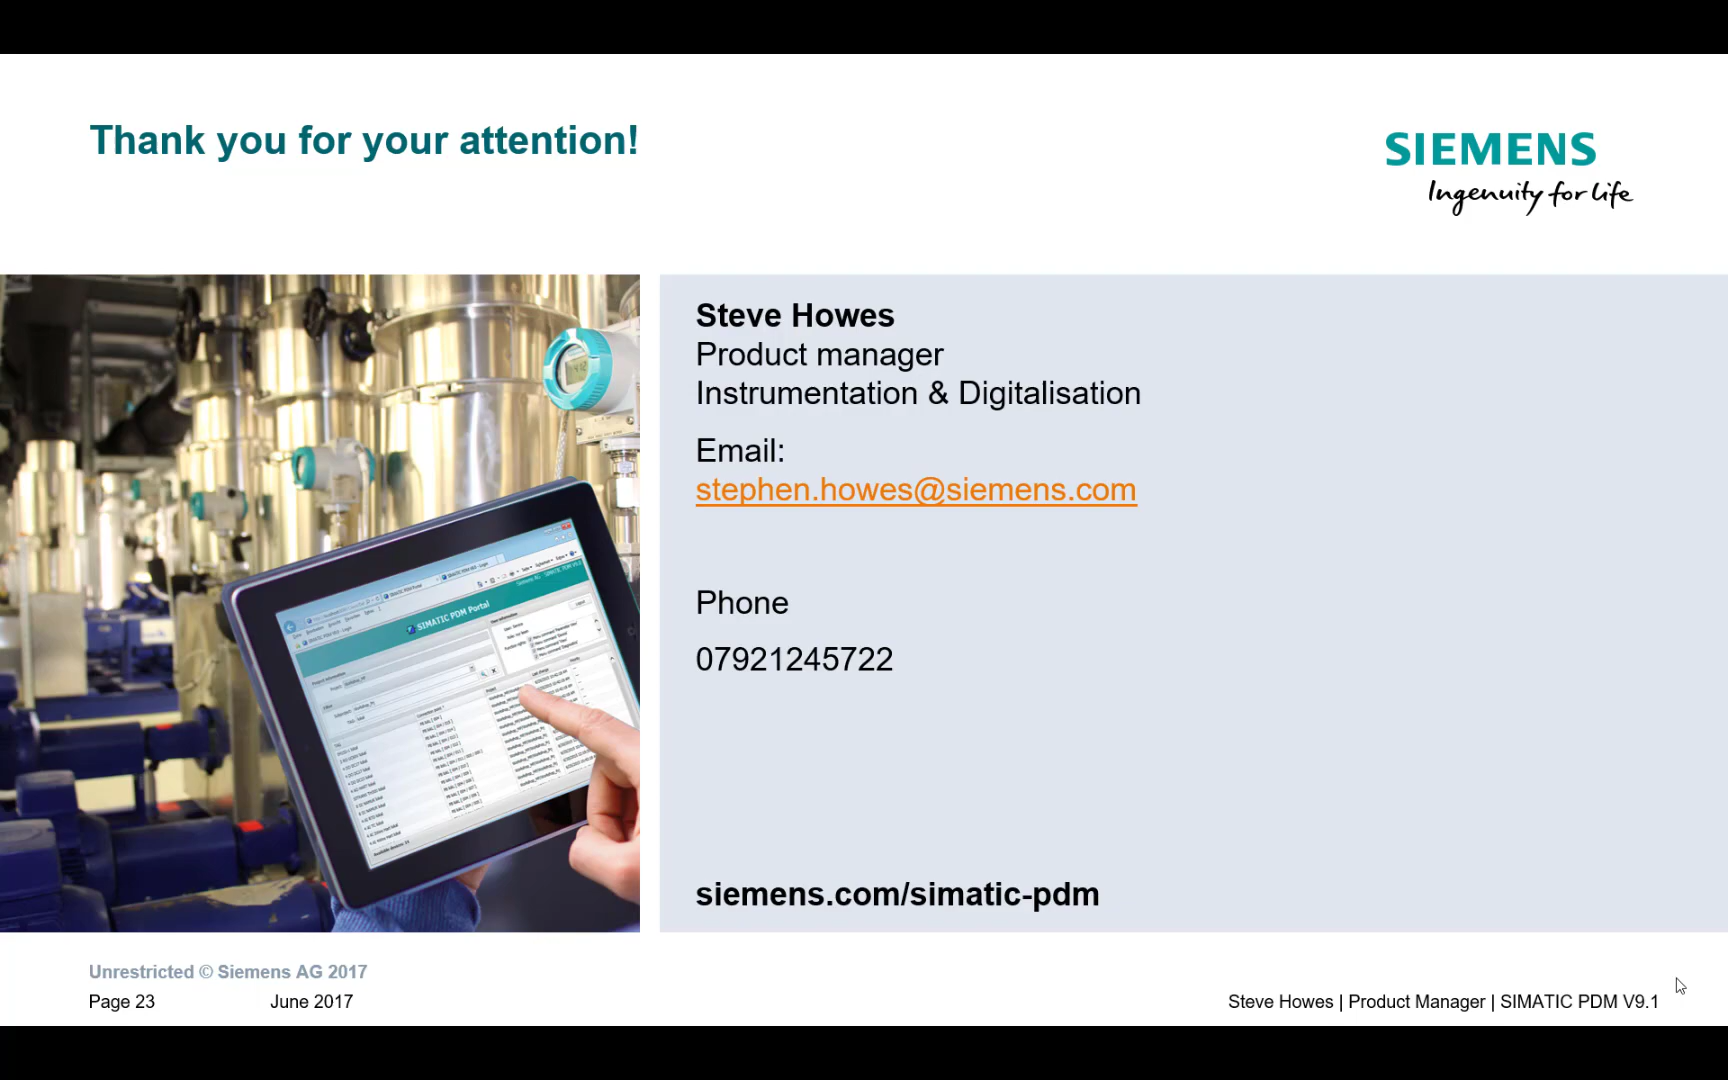 Thank you for your attention!
SIEMENS
Ingenuity for life
Steve Howes
Product manager
Instrumentation & Digitalisation
Email:
stephen.howes@siemens.com
Phone
07921245722
siemens.com/simatic-pdm
SIMATIC PDM Portal
Unrestricted © Siemens AG 2017
Page 23
June 2017
Steve Howes | Product Manager | SIMATIC PDM V9.1